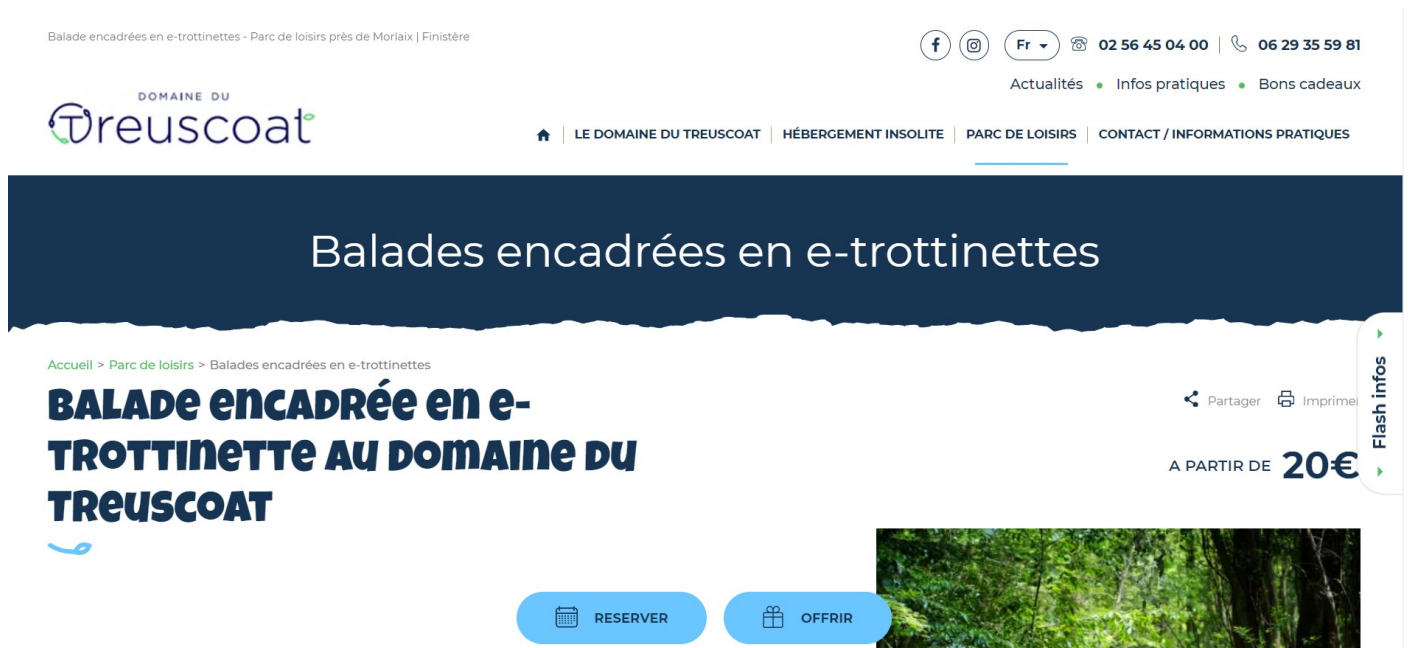 Balade encadrées en e-trottinettes - Parc de loisirs près de Morlaix | Finistère
Fr
02 56 45 04 00 | 06 29 35 59 81
Actualités • Infos pratiques • Bons cadeaux
DOMAINE DU
Treuscoat
LE DOMAINE DU TREUSCOAT | HÉBERGEMENT INSOLITE | PARC DE LOISIRS | CONTACT / INFORMATIONS PRATIQUES
Balades encadrées en e-trottinettes
Flash infos
Accueil > Parc de loisirs > Balades encadrées en e-trottinettes
Balade encadrée en e-
trottinette au Domaine du
Treuscoat
Partager Imprimer
A PARTIR DE 20€
RESERVER
OFFRIR